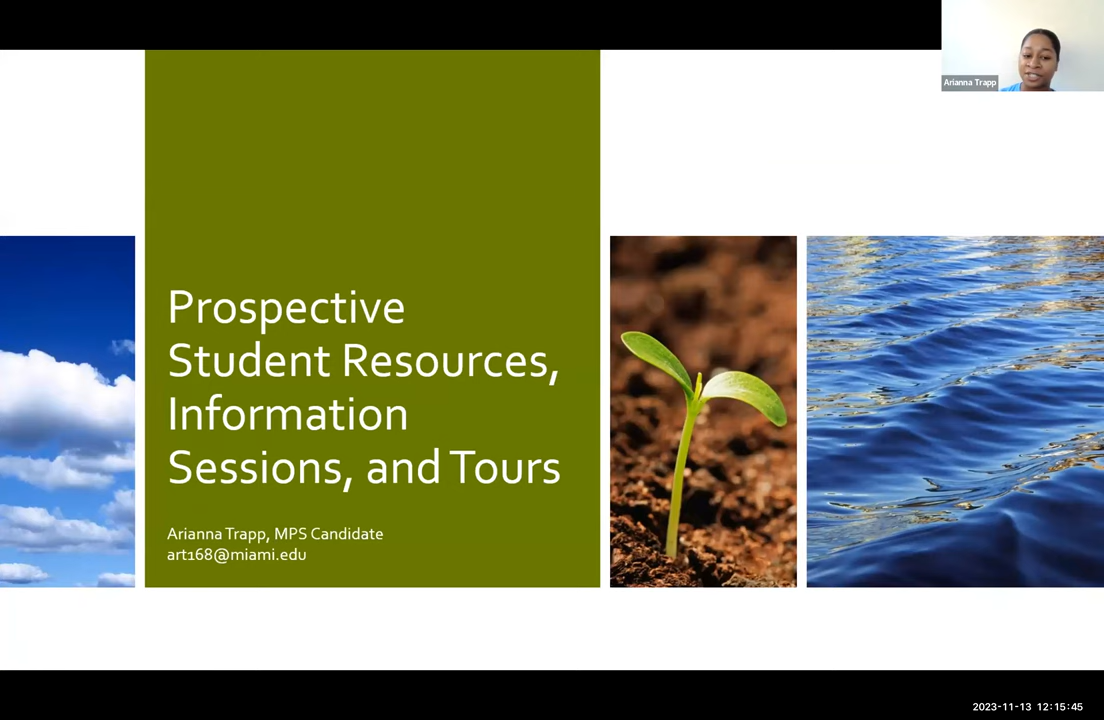 Arianna Trapp
Prospective
Student Resources,
Information
Sessions, and Tours
Arianna Trapp, MPS Candidate
art168@miami.edu
2023-11-13 12:15:45